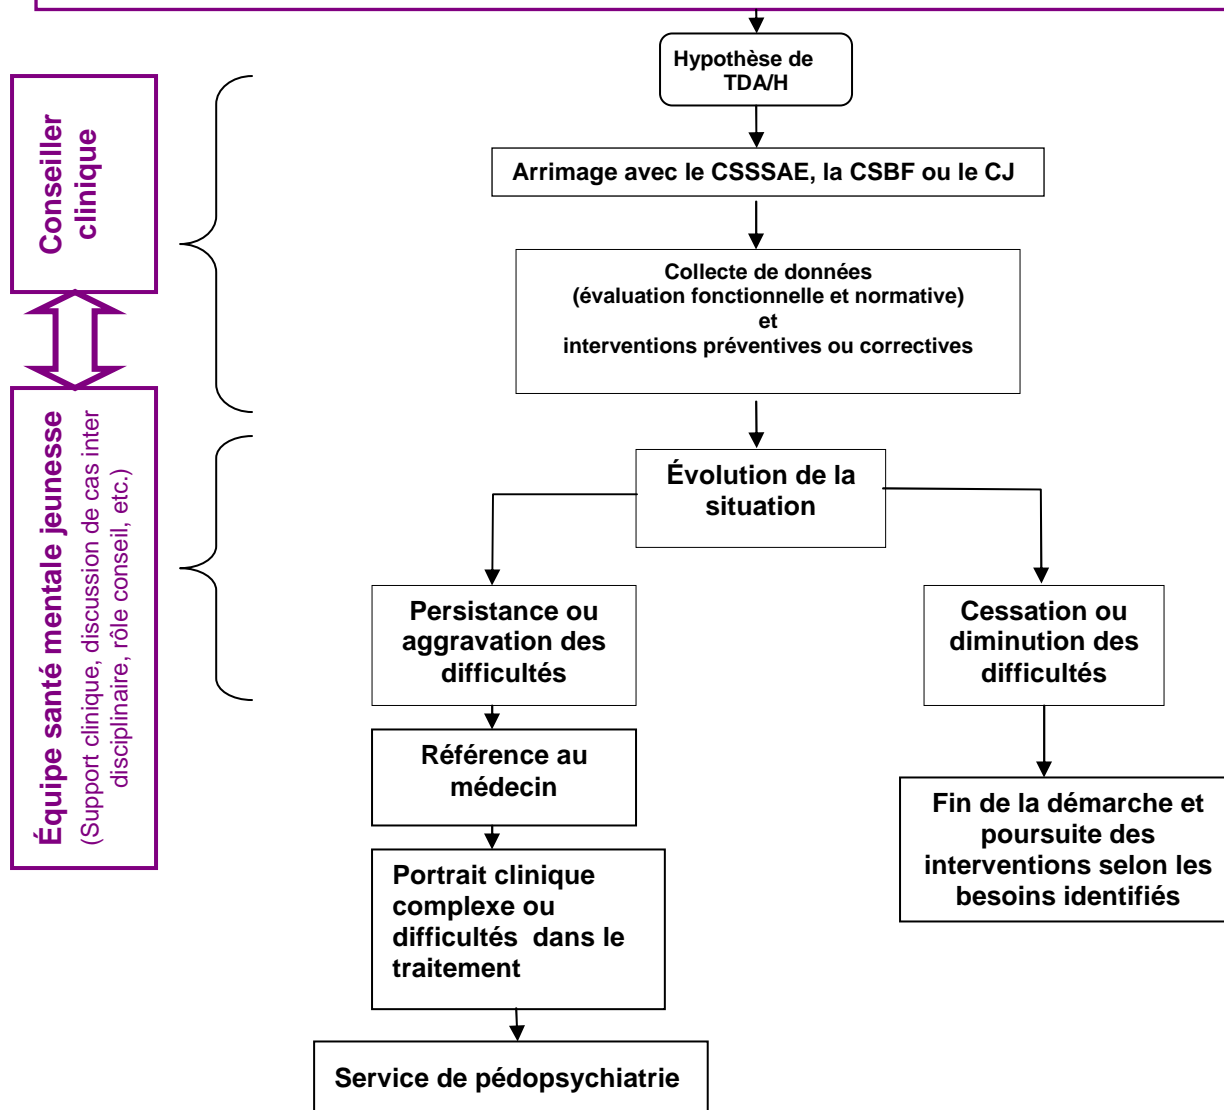 Hypothèse de
TDA/H
Conseiller
clinique
Arrimage avec le CSSSAE, la CSBF ou le CJ
Collecte de données
(évaluation fonctionnelle et normative)
et
interventions préventives ou correctives
Équipe santé mentale jeunesse
(Support clinique, discussion de cas inter
disciplinaire, rôle conseil, etc.)
Évolution de la
situation
Persistance ou
aggravation des
difficultés
Cessation ou
diminution des
difficultés
Référence au
médecin
Fin de la démarche et
poursuite des
interventions selon les
besoins identifiés
Portrait clinique
complexe ou
difficultés dans le
traitement
Service de pédopsychiatrie